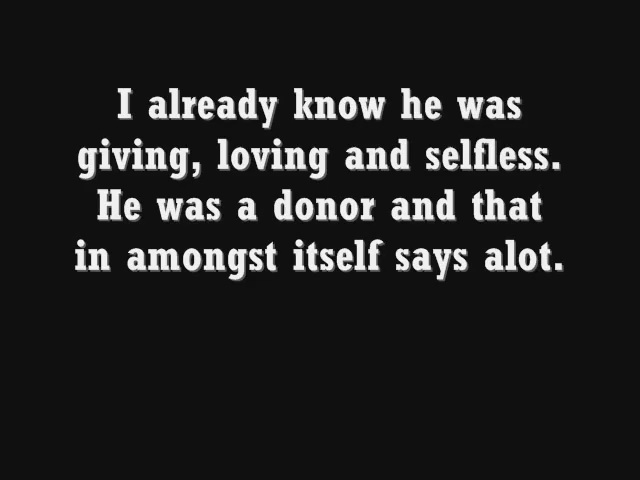 I already know he was
giving, loving and selfless.
He was a donor and that
in amongst itself says alot.